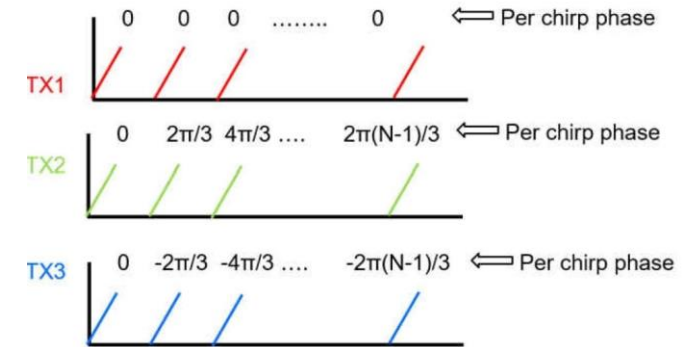 0 0 0 ........ 0 Per chirp phase
TX1
0 2π/3 4π/3 .... 2π(N-1)/3 Per chirp phase
TX2
0 -2π/3 -4π/3 .... -2π(N-1)/3 Per chirp phase
TX3